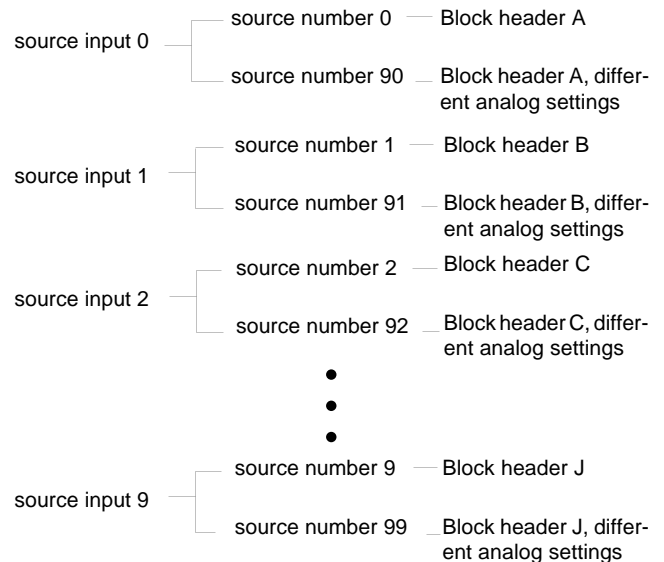 source number 0 Block header A
source input 0
source number 90 Block header A, differ-
ent analog settings
source number 1 Block header B
source input 1
source number 91 Block header B, differ-
ent analog settings
source number 2 Block header C
source input 2
source number 92 Block header C, differ-
ent analog settings
source number 9 Block header J
source input 9
source number 99 Block header J, differ-
ent analog settings